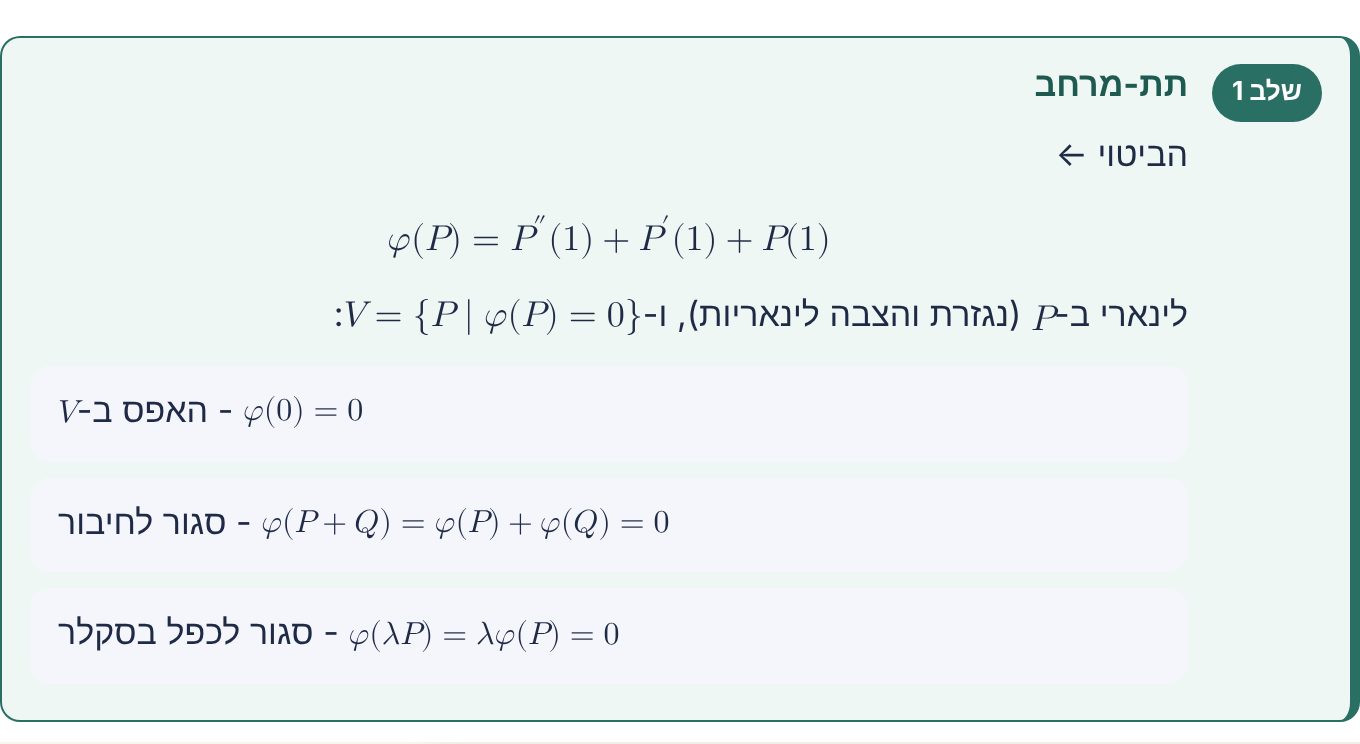 שלב 1
תת-מרחב
הביטוי ←
φ(P) = P″(1) + P′(1) + P(1)
לינארי ב-P (נגזרת והצבה לינאריות), ו-V = {P | φ(P) = 0}:
φ(0) = 0 - האפס ב-V
φ(P + Q) = φ(P) + φ(Q) = 0 - סגור לחיבור
φ(λP) = λφ(P) = 0 - סגור לכפל בסקלר